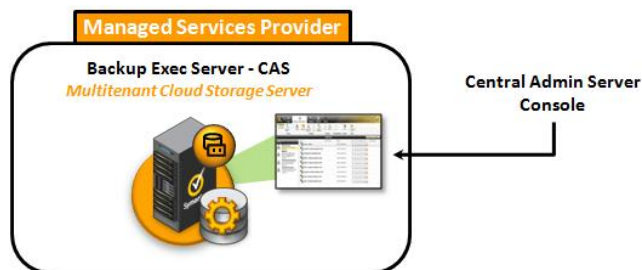 Managed Services Provider
Backup Exec Server - CAS
Multitenant Cloud Storage Server
Central Admin Server
Console